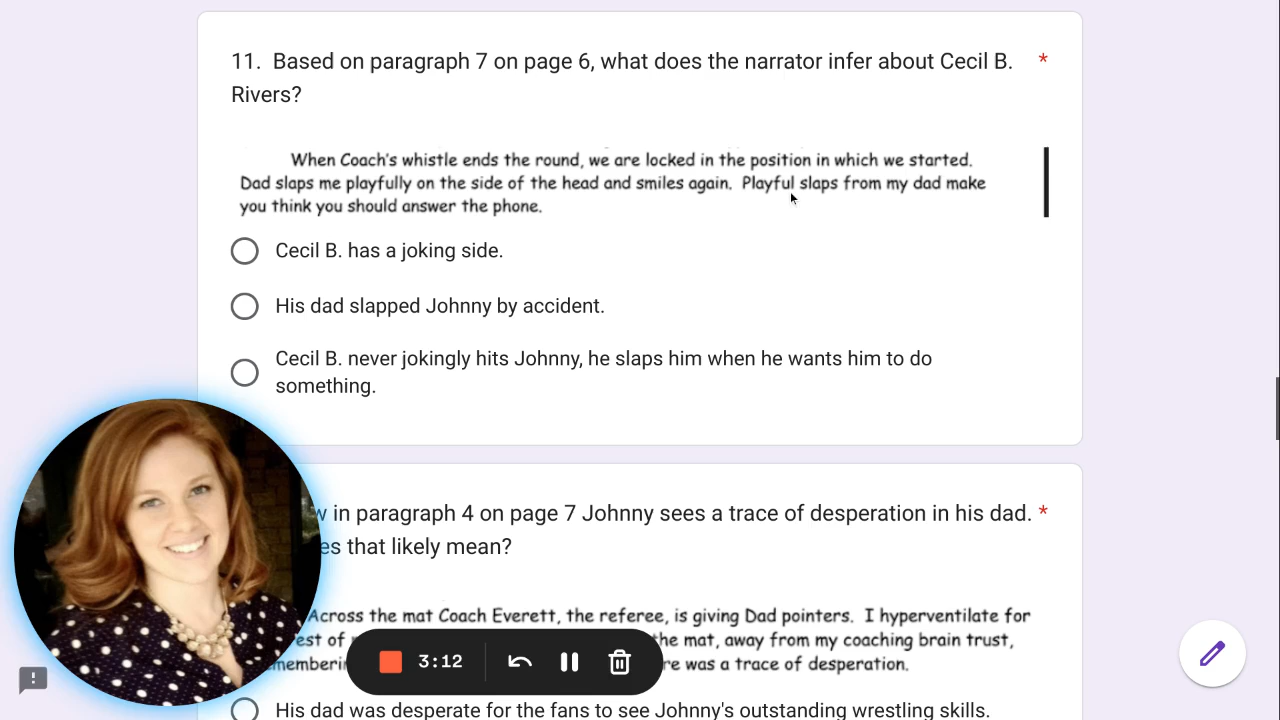 11. Based on paragraph 7 on page 6, what does the narrator infer about Cecil B. *
Rivers?
When Coach's whistle ends the round, we are locked in the position in which we started.
Dad slaps me playfully on the side of the head and smiles again. Playful slaps from my dad make
you think you should answer the phone.
Cecil B. has a joking side.
His dad slapped Johnny by accident.
Cecil B. never jokingly hits Johnny, he slaps him when he wants him to do
something.
in paragraph 4 on page 7 Johnny sees a trace of desperation in his dad. *
that likely mean?
Across the mat Coach Everett, the referee, is giving Dad pointers. I hyperventilate for
of the mat, away from my coaching brain trust,
was a trace of desperation.
3:12
His dad was desperate for the fans to see Johnny's outstanding wrestling skills.